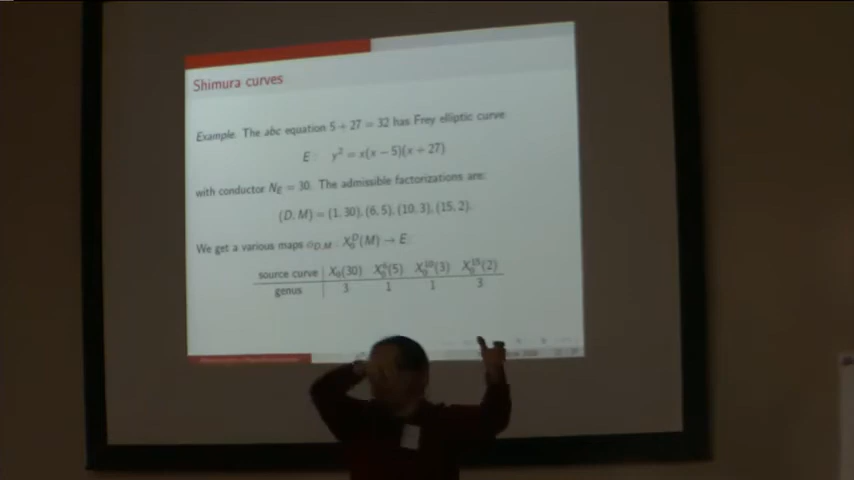 Shimura curves
Example. The abc equation 5 + 27 = 32 has Frey elliptic curve
E : y² = x(x − 5)(x + 27)
with conductor N_E = 30. The admissible factorizations are:
(D, M) = (1, 30), (6, 5), (10, 3), (15, 2).
We get a various maps φ_{D,M} : X_0^D(M) → E:
source curve | X_0(30) X_0^6(5) X_0^10(3) X_0^15(2)
genus | 3 1 1 3